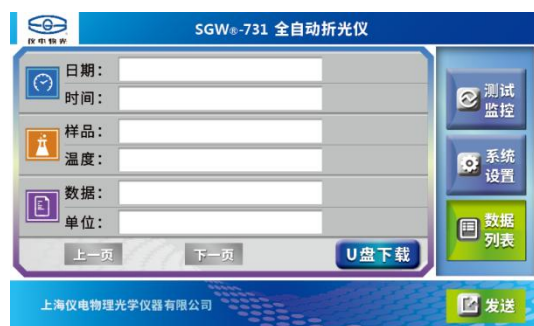 仪电物光
SGW®-731 全自动折光仪
日期：
时间：
样品：
温度：
数据：
单位：
上一页
下一页
U盘下载
测试
监控
系统
设置
数据
列表
上海仪电物理光学仪器有限公司
发送